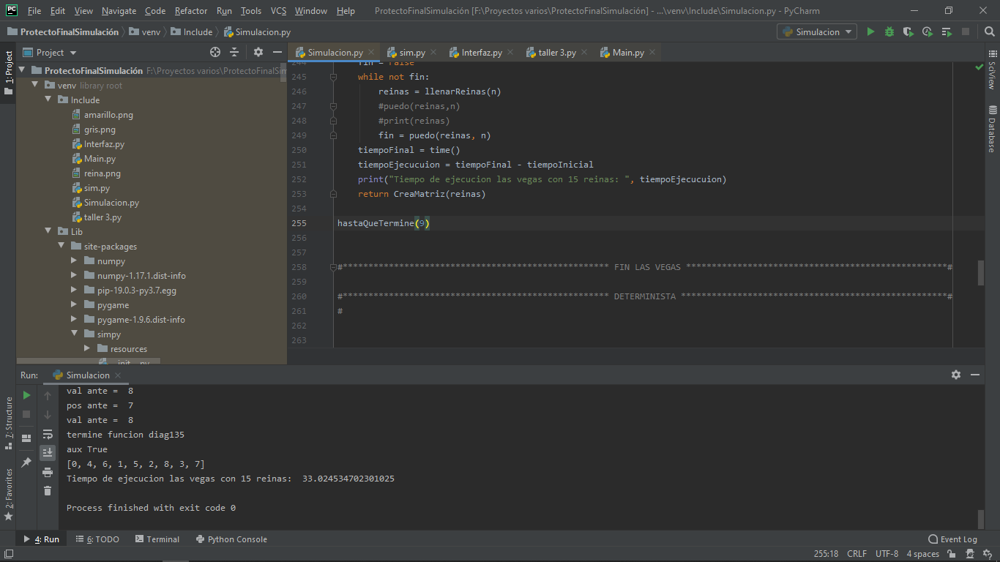 File Edit View Navigate Code Refactor Run Tools VCS Window Help ProtectoFinalSimulación [F:\Proyectos varios\ProtectoFinalSimulación] - ...\venv\Include\Simulacion.py - PyCharm
ProtectoFinalSimulación venv Include Simulacion.py Simulacion
Project Simulacion.py sim.py Interfaz.py taller 3.py Main.py
1: Project
7: Structure
2: Favorites
SciView
Database
ProtectoFinalSimulación F:\Proyectos varios\ProtectoFinalSim
venv library root
Include
amarillo.png
gris.png
Interfaz.py
Main.py
reina.png
sim.py
Simulacion.py
taller 3.py
Lib
site-packages
numpy
numpy-1.17.1.dist-info
pip-19.0.3-py3.7.egg
pygame
pygame-1.9.6.dist-info
simpy
resources
__init__.py
244 fin = False
245 while not fin:
246 reinas = llenarReinas(n)
247 #puedo(reinas,n)
248 #print(reinas)
249 fin = puedo(reinas, n)
250 tiempoFinal = time()
251 tiempoEjecucuion = tiempoFinal - tiempoInicial
252 print("Tiempo de ejecucion las vegas con 15 reinas: ", tiempoEjecucuion)
253 return CreaMatriz(reinas)
254
255 hastaQueTermine(9)
256
257
258 #**************************************************** FIN LAS VEGAS ***************************************************#
259
260 #**************************************************** DETERMINISTA ****************************************************#
261 #
262
263
Run: Simulacion
val ante = 8
pos ante = 7
val ante = 8
termine funcion diag135
aux True
[0, 4, 6, 1, 5, 2, 8, 3, 7]
Tiempo de ejecucion las vegas con 15 reinas: 33.024534702301025
Process finished with exit code 0
4: Run 6: TODO Terminal Python Console Event Log
255:18 CRLF UTF-8 4 spaces